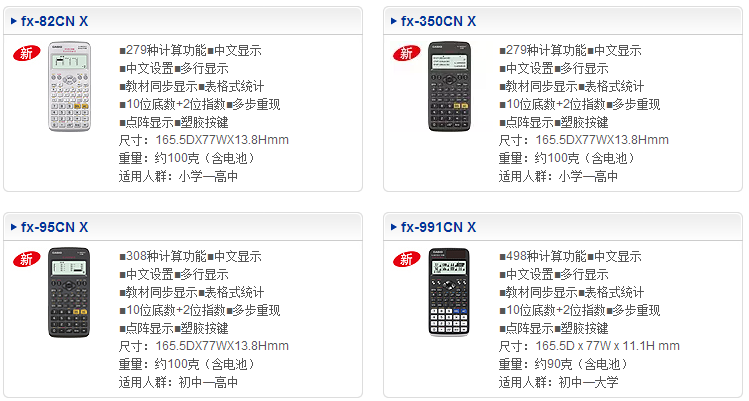 fx-82CN X
新
■279种计算功能■中文显示
■中文设置■多行显示
■教材同步显示■表格式统计
■10位底数+2位指数■多步重现
■点阵显示■塑胶按键
尺寸：165.5DX77WX13.8Hmm
重量：约100克（含电池）
适用人群：小学—高中
fx-350CN X
新
■279种计算功能■中文显示
■中文设置■多行显示
■教材同步显示■表格式统计
■10位底数+2位指数■多步重现
■点阵显示■塑胶按键
尺寸：165.5DX77WX13.8Hmm
重量：约100克（含电池）
适用人群：小学—高中
fx-95CN X
新
■308种计算功能■中文显示
■中文设置■多行显示
■教材同步显示■表格式统计
■10位底数+2位指数■多步重现
■点阵显示■塑胶按键
尺寸：165.5DX77WX13.8Hmm
重量：约100克（含电池）
适用人群：初中—高中
fx-991CN X
新
■498种计算功能■中文显示
■中文设置■多行显示
■教材同步显示■表格式统计
■10位底数+2位指数■多步重现
■点阵显示■塑胶按键
尺寸：165.5D x 77W x 11.1H mm
重量：约90克（含电池）
适用人群：初中—大学